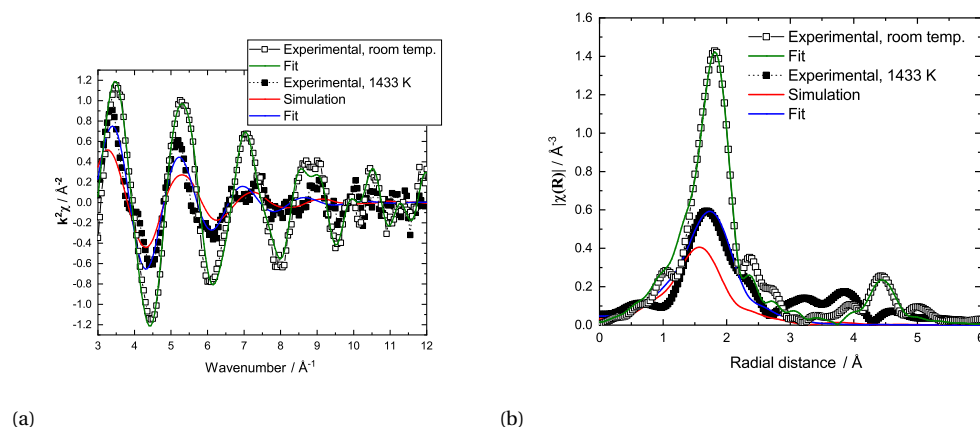 Experimental, room temp.
Fit
Experimental, 1433 K
Simulation
Fit
1.2
1.0
0.8
0.6
0.4
0.2
0.0
-0.2
-0.4
-0.6
-0.8
-1.0
-1.2
k²χ / Å⁻²
3 4 5 6 7 8 9 10 11 12
Wavenumber / Å⁻¹
(a)
Experimental, room temp.
Fit
Experimental, 1433 K
Simulation
Fit
1.6
1.4
1.2
1.0
0.8
0.6
0.4
0.2
0.0
|χ(R)| / Å⁻³
0 1 2 3 4 5 6
Radial distance / Å
(b)